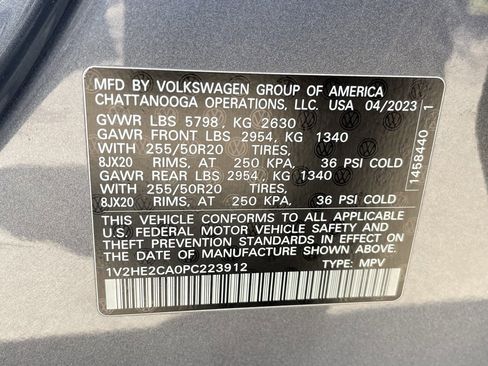 MFD BY VOLKSWAGEN GROUP OF AMERICA
CHATTANOOGA OPERATIONS, LLC. USA 04/2023
GVWR LBS 5798 KG 2630
GAWR FRONT LBS 2954, KG 1340
WITH 255/50R20 TIRES,
8JX20 RIMS, AT 250 KPA, 36 PSI COLD
GAWR REAR LBS 2954, KG 1340
WITH 255/50R20 TIRES,
8JX20 RIMS, AT 250 KPA, 36 PSI COLD
THIS VEHICLE CONFORMS TO ALL APPLICABLE
U.S. FEDERAL MOTOR VEHICLE SAFETY AND
THEFT PREVENTION STANDARDS IN EFFECT ON
THE DATE OF MANUFACTURE SHOWN ABOVE.
1V2HE2CA0PC223912 TYPE: MPV
1458440 1